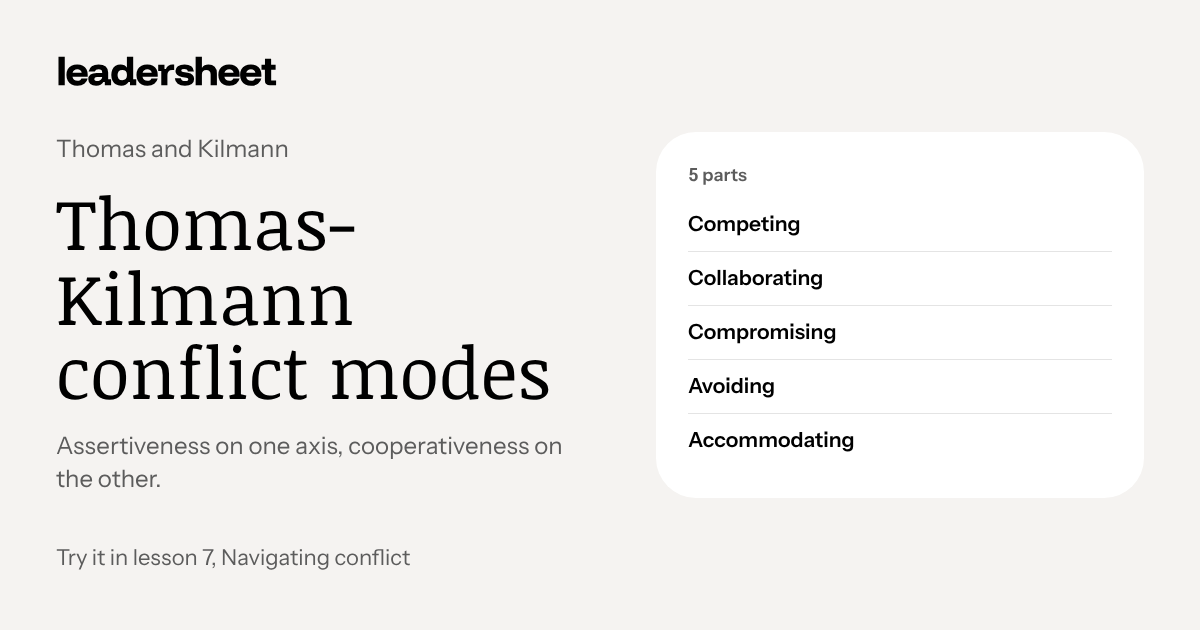 leadersheet
Thomas and Kilmann
Thomas-
Kilmann
conflict modes
Assertiveness on one axis, cooperativeness on
the other.
Try it in lesson 7, Navigating conflict
5 parts
Competing
Collaborating
Compromising
Avoiding
Accommodating